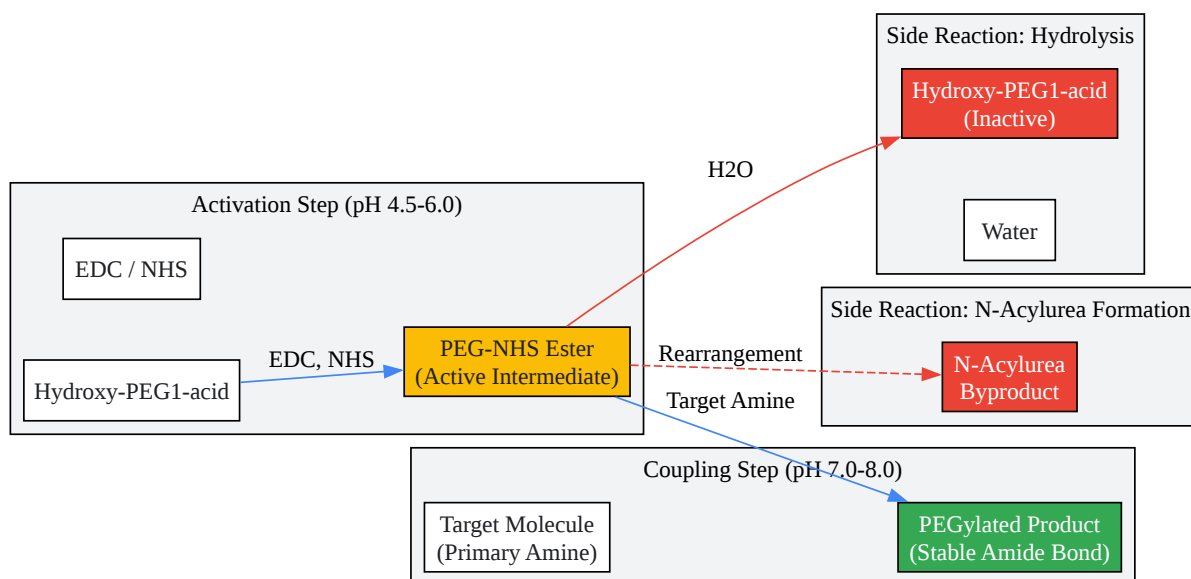 Side Reaction: Hydrolysis
Hydroxy-PEG1-acid
(Inactive)
H2O
Water
Activation Step (pH 4.5-6.0)
EDC / NHS
Hydroxy-PEG1-acid
EDC, NHS
PEG-NHS Ester
(Active Intermediate)
Side Reaction: N-Acylurea Formation
Rearrangement
N-Acylurea
Byproduct
Target Amine
Coupling Step (pH 7.0-8.0)
Target Molecule
(Primary Amine)
PEGylated Product
(Stable Amide Bond)